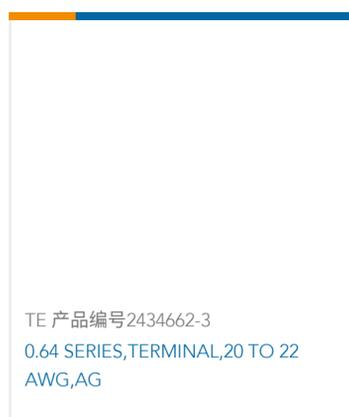 TE 产品编号2434662-3
0.64 SERIES,TERMINAL,20 TO 22
AWG,AG